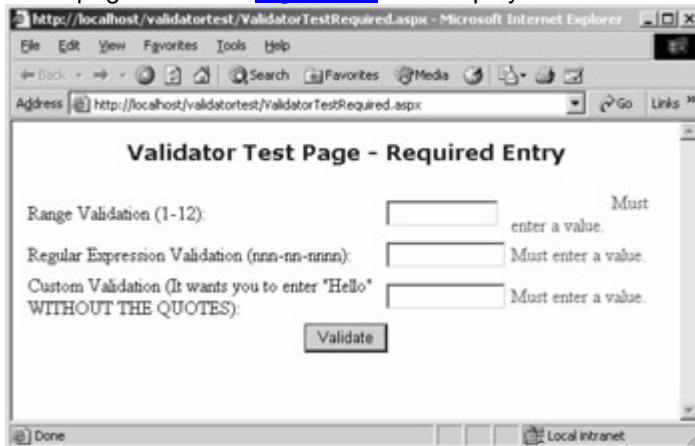 http://localhost/validatortest/ValidatorTestRequired.aspx - Microsoft Internet Explorer
File Edit View Favorites Tools Help
Back Search Favorites Media
Address http://localhost/validatortest/ValidatorTestRequired.aspx Go Links »
Validator Test Page - Required Entry
Range Validation (1-12): Must
enter a value.
Regular Expression Validation (nnn-nn-nnnn): Must enter a value.
Custom Validation (It wants you to enter "Hello"
WITHOUT THE QUOTES): Must enter a value.
Validate
Done Local intranet